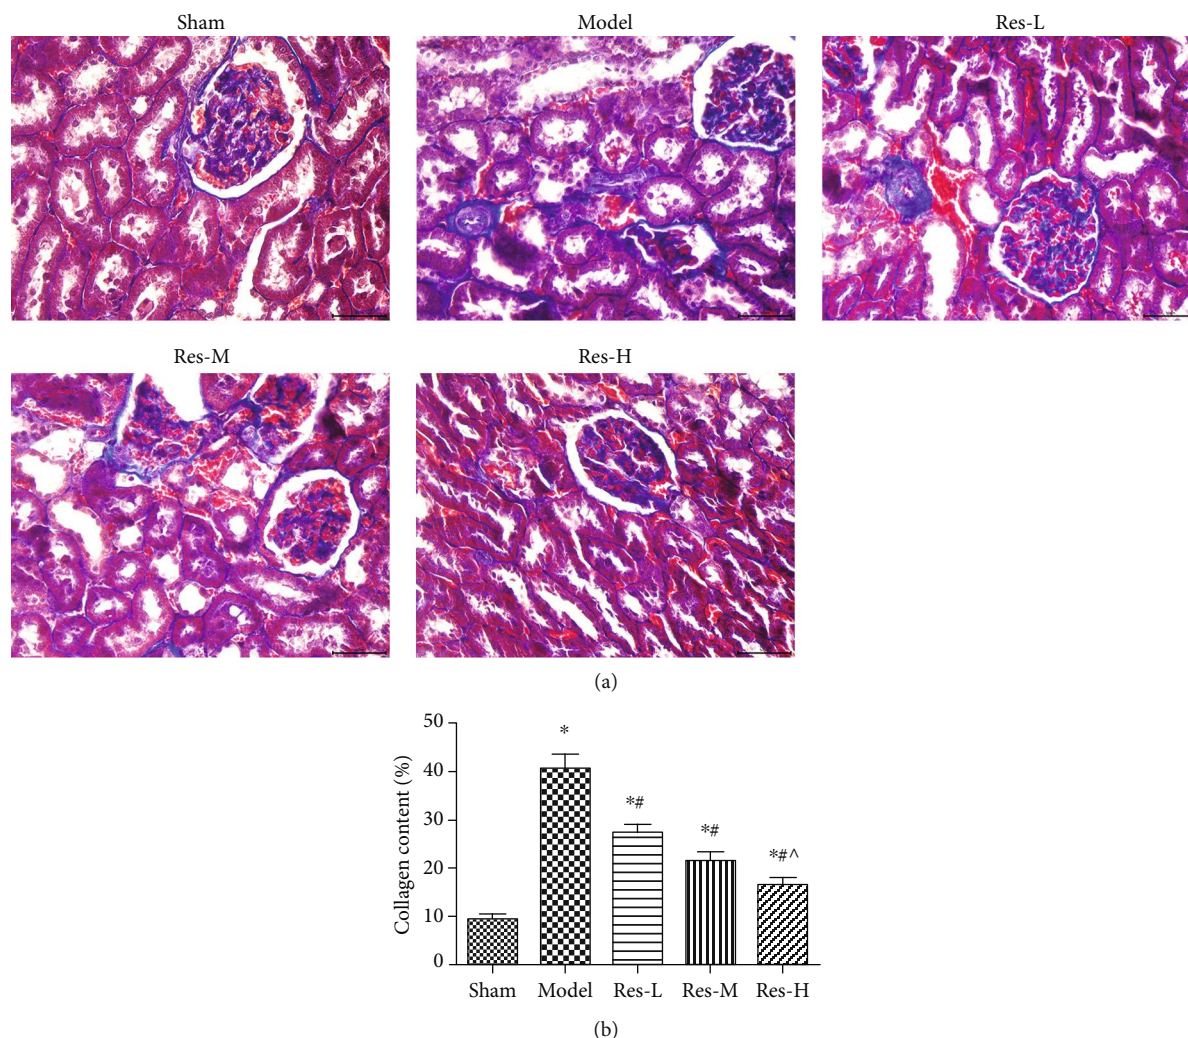 Sham
Model
Res-L
Res-M
Res-H
(a)
Collagen content (%)
50
40
30
20
10
0
*
*#
*#
*#^
Sham
Model
Res-L
Res-M
Res-H
(b)